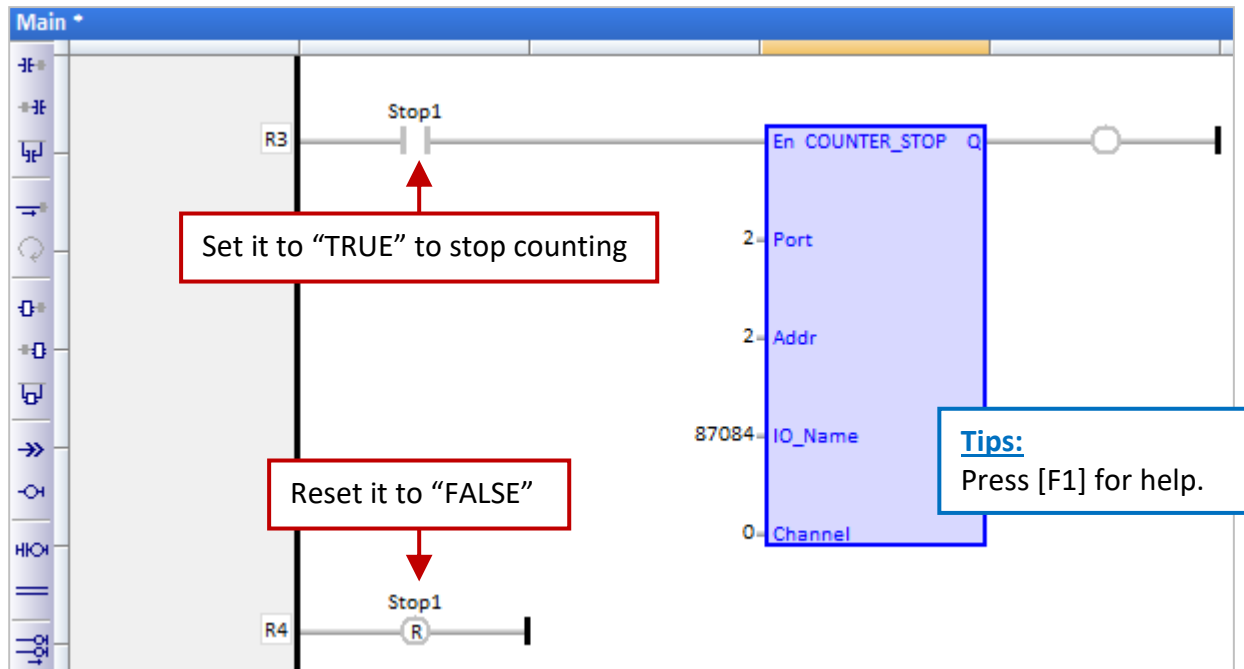 Main *
Stop1
R3
En COUNTER_STOP Q
Set it to “TRUE” to stop counting
2 Port
2 Addr
87084 IO_Name
Tips:
Press [F1] for help.
Reset it to “FALSE”
0 Channel
Stop1
R4
R